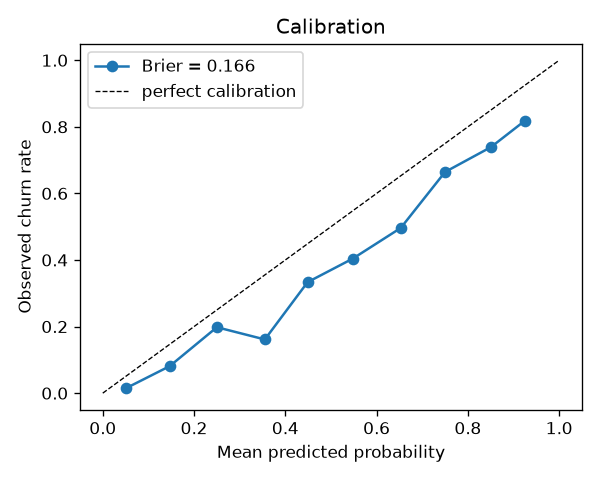 Calibration
Brier = 0.166
perfect calibration
Observed churn rate
1.0
0.8
0.6
0.4
0.2
0.0
0.0 0.2 0.4 0.6 0.8 1.0
Mean predicted probability